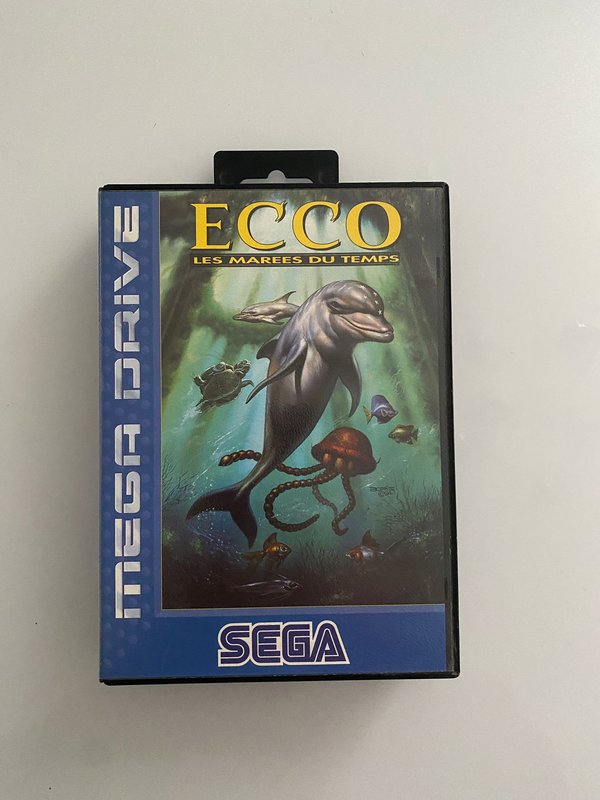 ECCO
LES MAREES DU TEMPS
MEGA DRIVE
SEGA